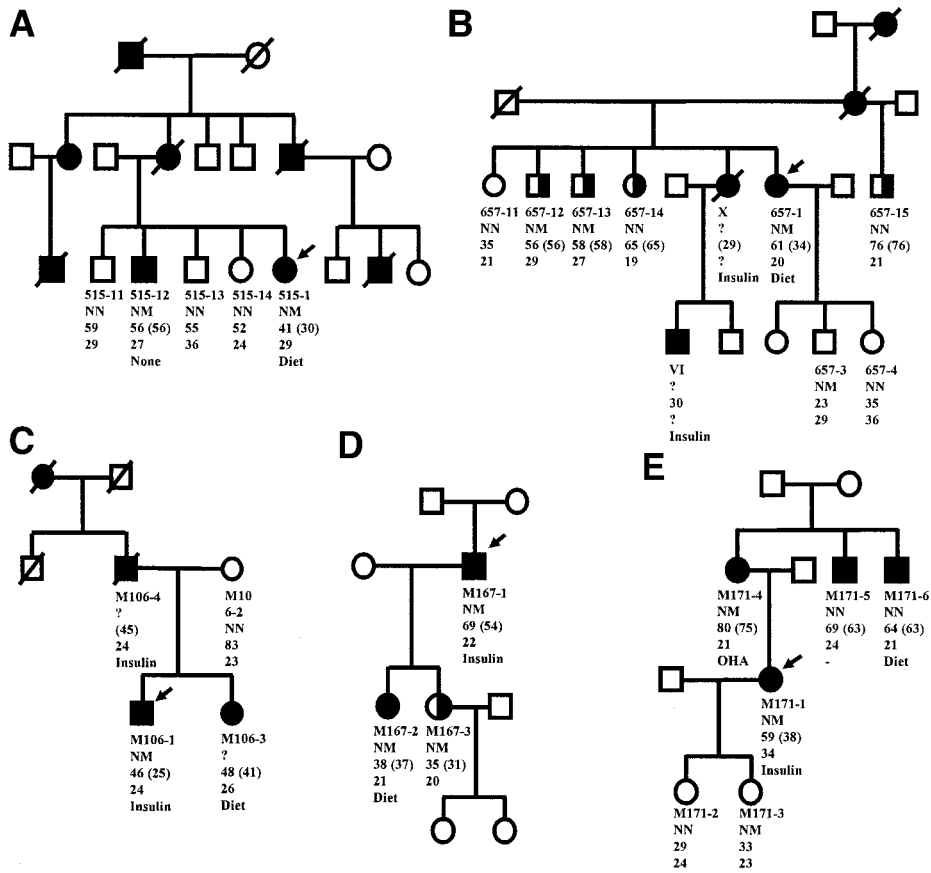 A
515-11
NN
59
29
515-12
NM
56 (56)
27
None
515-13
NN
55
36
515-14
NN
52
24
515-1
NM
41 (30)
29
Diet
B
657-11
NN
35
21
657-12
NM
56 (56)
29
657-13
NM
58 (58)
27
657-14
NN
65 (65)
19
X
?
(29)
?
Insulin
657-1
NM
61 (34)
20
Diet
657-15
NN
76 (76)
21
VI
?
30
?
Insulin
657-3
NM
23
29
657-4
NN
35
36
C
M106-4
?
(45)
24
Insulin
M10
6-2
NN
83
23
M106-1
NM
46 (25)
24
Insulin
M106-3
?
48 (41)
26
Diet
D
M167-1
NM
69 (54)
22
Insulin
M167-2
NM
38 (37)
21
Diet
M167-3
NM
35 (31)
20
E
M171-4
NM
80 (75)
21
OHA
M171-5
NN
69 (63)
24
-
M171-6
NN
64 (63)
21
Diet
M171-1
NM
59 (38)
34
Insulin
M171-2
NN
29
24
M171-3
NM
33
23